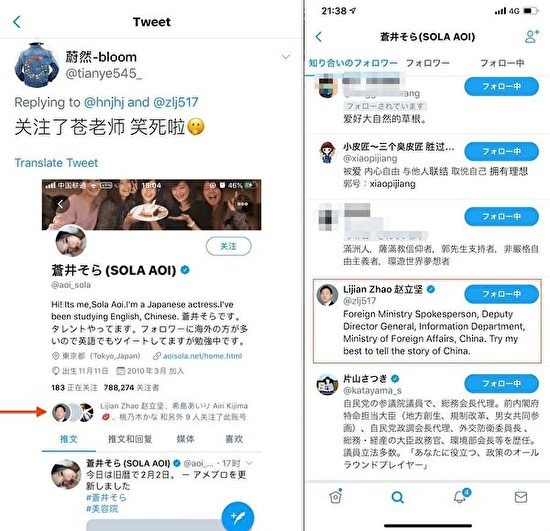 Tweet
蔚然-bloom
@tianye545_
Replying to @hnjhj and @zlj517
关注了苍老师 笑死啦🤭
Translate Tweet
中国联通
18:04
46%
关注
蒼井そら (SOLA AOI)
@aoi_sola
Hi! Its me,Sola Aoi.I'm a Japanese actress.I've
been studying English, Chinese. 蒼井そらです。
タレントやってます。フォロワーに海外の方が多
いので英語でもツイートしてますが勉強中です。
東京都 (Tokyo,Japan) aoisola.net/home.html
出生11月11日 2010年3月 加入
183 正在关注 788,274 关注者
Lijian Zhao 赵立坚、希島あいり Airi Kijima
💋, 桃乃木かな 和另外 9 人关注了此账号
推文 推文和回复 媒体 喜欢
蒼井そら (SOLA AOI) @aoi_... · 17时
今日は旧暦で2月2日。 ー アメブロを更
新しました
#蒼井そら
#美容院
21:38
4G
蒼井そら(SOLA AOI)
知り合いのフォロワー フォロワー フォロー中
フォロー中
jiang
フォローされています
爱好大自然的草根。
小皮匠～三个臭皮匠 胜过...
フォロー中
@xiaopijiang
被爱 内心自由 与他人联结 取悦自己 拥有理想
郭号：xiaopijiang
フォロー中
滿洲人，薩滿教信仰者，郭先生支持者，非嚴格自
由主義者，環遊世界夢想者
Lijian Zhao 赵立坚
フォロー中
@zlj517
Foreign Ministry Spokesperson, Deputy
Director General, Information Department,
Ministry of Foreign Affairs, China. Try my
best to tell the story of China.
片山さつき
フォロー中
@katayama_s
自民党の参議院議員で、総務会長代理。前内閣府
特命担当大臣（地方創生、規制改革、男女共同参
画）、自民党政調会長代理、外交防衛委員長、
総務・経産の大臣政務官、環境部会長等を歴任。
議員立法多数。「あなたに役立つ、政策のオール
ラウンドプレイヤー」
4